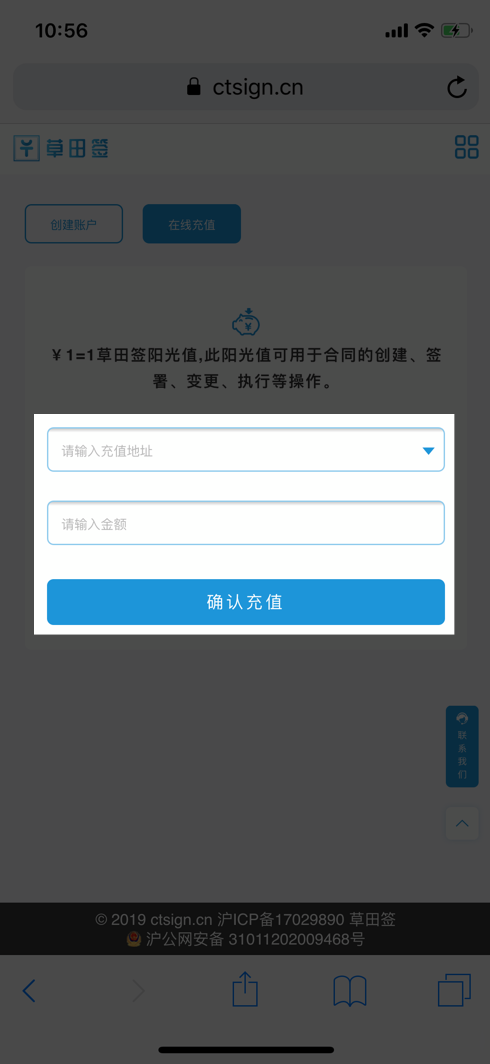 10:56
ctsign.cn
草田签
创建账户
在线充值
￥1=1草田签阳光值,此阳光值可用于合同的创建、签
署、变更、执行等操作。
请输入充值地址
请输入金额
确认充值
联
系
我
们
© 2019 ctsign.cn 沪ICP备17029890 草田签
沪公网安备 31011202009468号